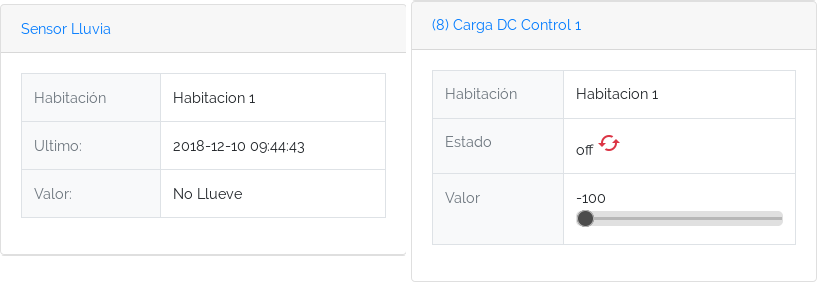 Sensor Lluvia
Habitación Habitacion 1
Ultimo: 2018-12-10 09:44:43
Valor: No Llueve
(8) Carga DC Control 1
Habitación Habitacion 1
Estado off
Valor -100